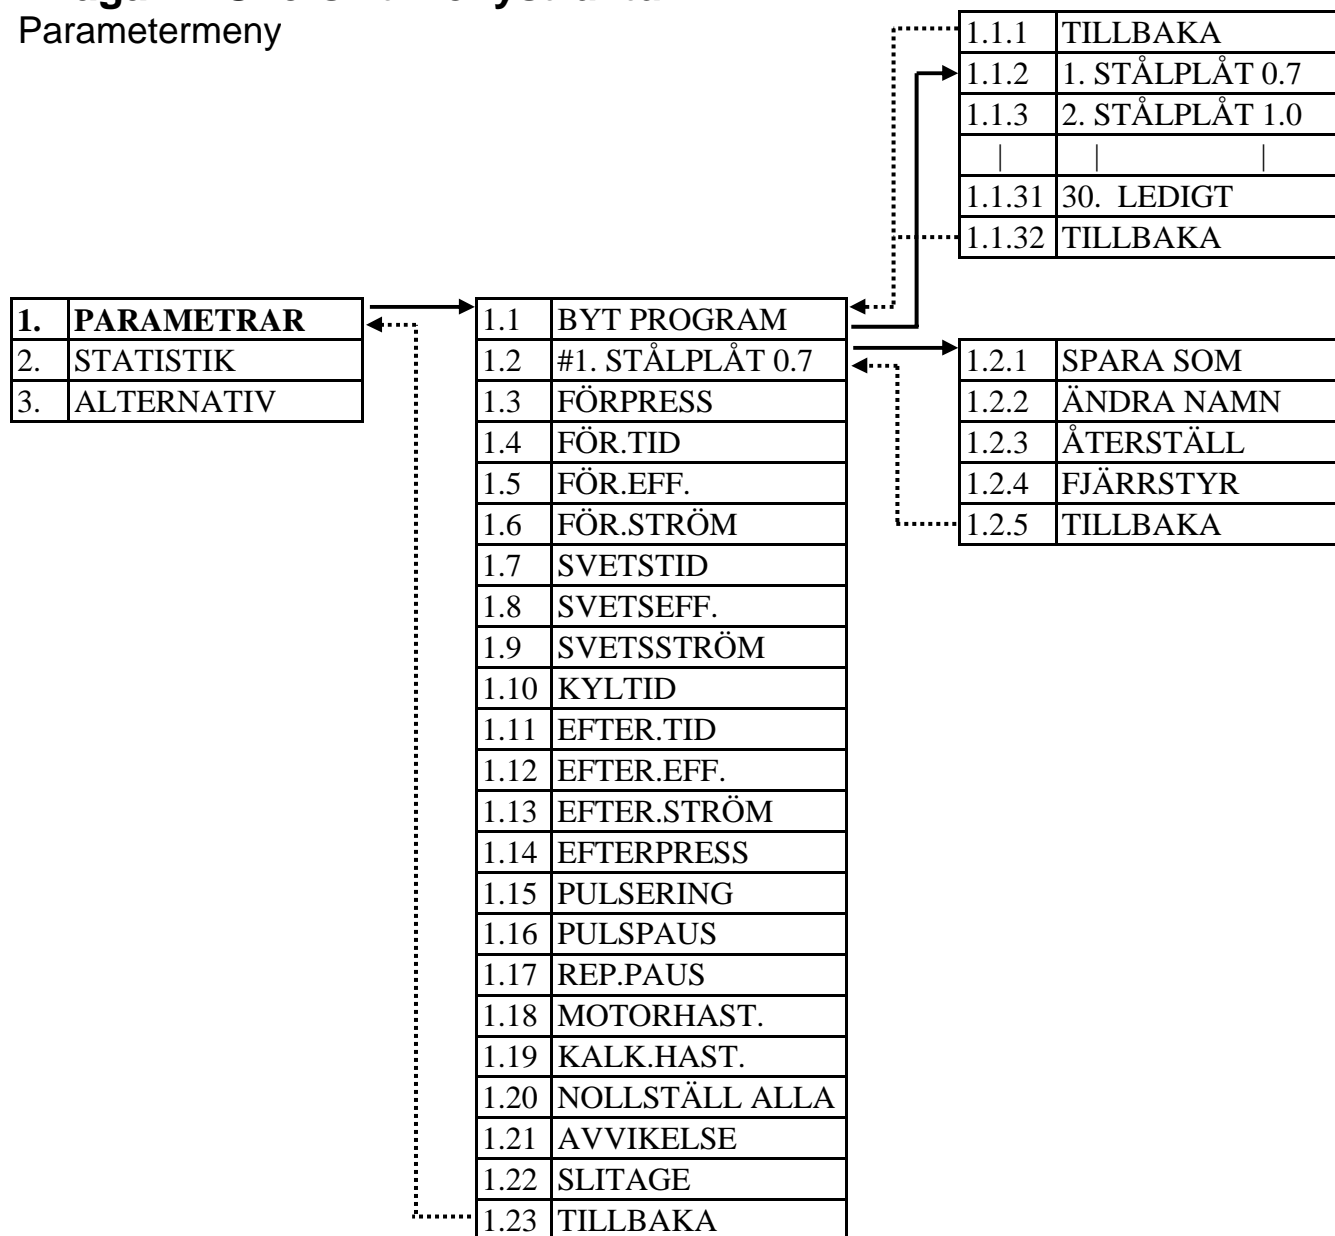 Parametermeny
1.1.1 TILLBAKA
1.1.2 1. STÅLPLÅT 0.7
1.1.3 2. STÅLPLÅT 1.0
| | |
1.1.31 30. LEDIGT
1.1.32 TILLBAKA
1. PARAMETRAR
2. STATISTIK
3. ALTERNATIV
1.1 BYT PROGRAM
1.2 #1. STÅLPLÅT 0.7
1.3 FÖRPRESS
1.4 FÖR.TID
1.5 FÖR.EFF.
1.6 FÖR.STRÖM
1.7 SVETSTID
1.8 SVETSEFF.
1.9 SVETSSTRÖM
1.10 KYLTID
1.11 EFTER.TID
1.12 EFTER.EFF.
1.13 EFTER.STRÖM
1.14 EFTERPRESS
1.15 PULSERING
1.16 PULSPAUS
1.17 REP.PAUS
1.18 MOTORHAST.
1.19 KALK.HAST.
1.20 NOLLSTÄLL ALLA
1.21 AVVIKELSE
1.22 SLITAGE
1.23 TILLBAKA
1.2.1 SPARA SOM
1.2.2 ÄNDRA NAMN
1.2.3 ÅTERSTÄLL
1.2.4 FJÄRRSTYR
1.2.5 TILLBAKA